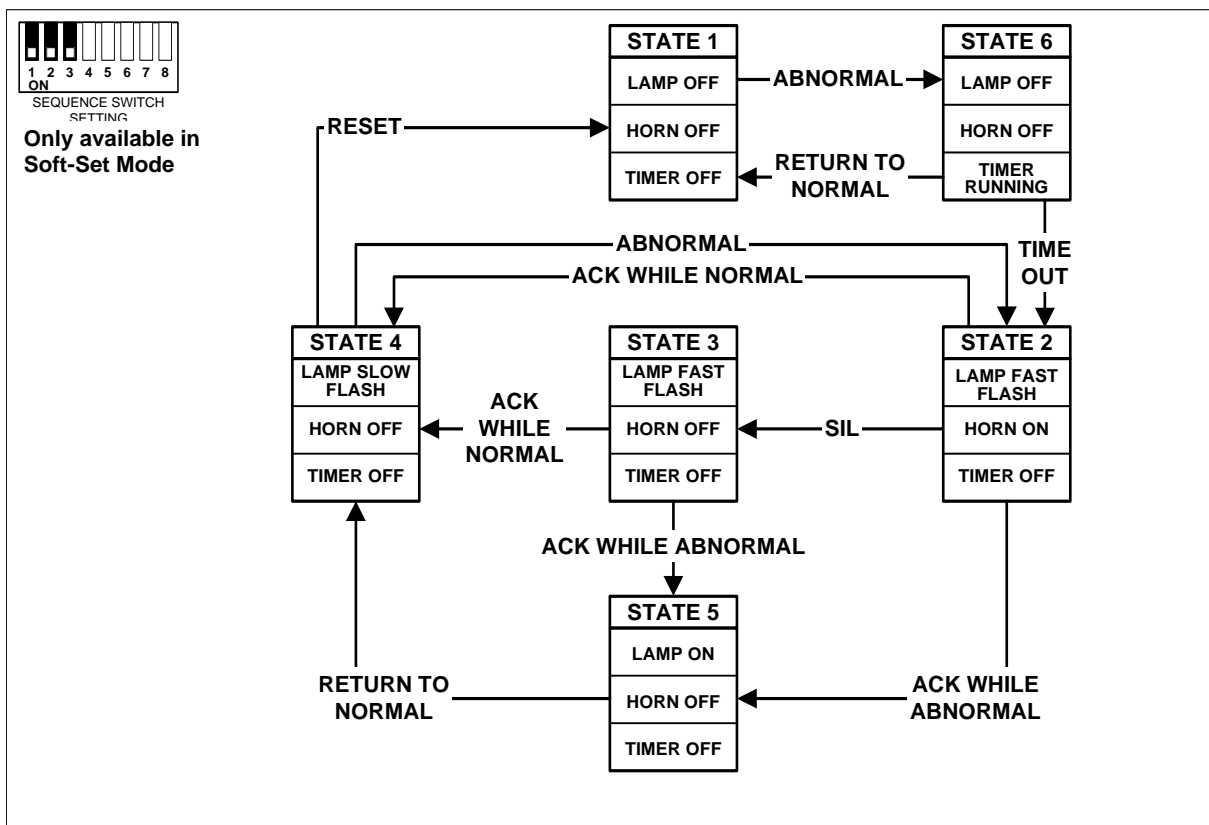 1 2 3 4 5 6 7 8
ON
SEQUENCE SWITCH
SETTING
Only available in
Soft-Set Mode
STATE 1
LAMP OFF
HORN OFF
TIMER OFF
ABNORMAL
RETURN TO
NORMAL
STATE 6
LAMP OFF
HORN OFF
TIMER
RUNNING
RESET
TIME
OUT
ABNORMAL
ACK WHILE NORMAL
STATE 4
LAMP SLOW
FLASH
HORN OFF
TIMER OFF
ACK
WHILE
NORMAL
STATE 3
LAMP FAST
FLASH
HORN OFF
TIMER OFF
SIL
STATE 2
LAMP FAST
FLASH
HORN ON
TIMER OFF
ACK WHILE ABNORMAL
STATE 5
LAMP ON
HORN OFF
TIMER OFF
RETURN TO
NORMAL
ACK WHILE
ABNORMAL